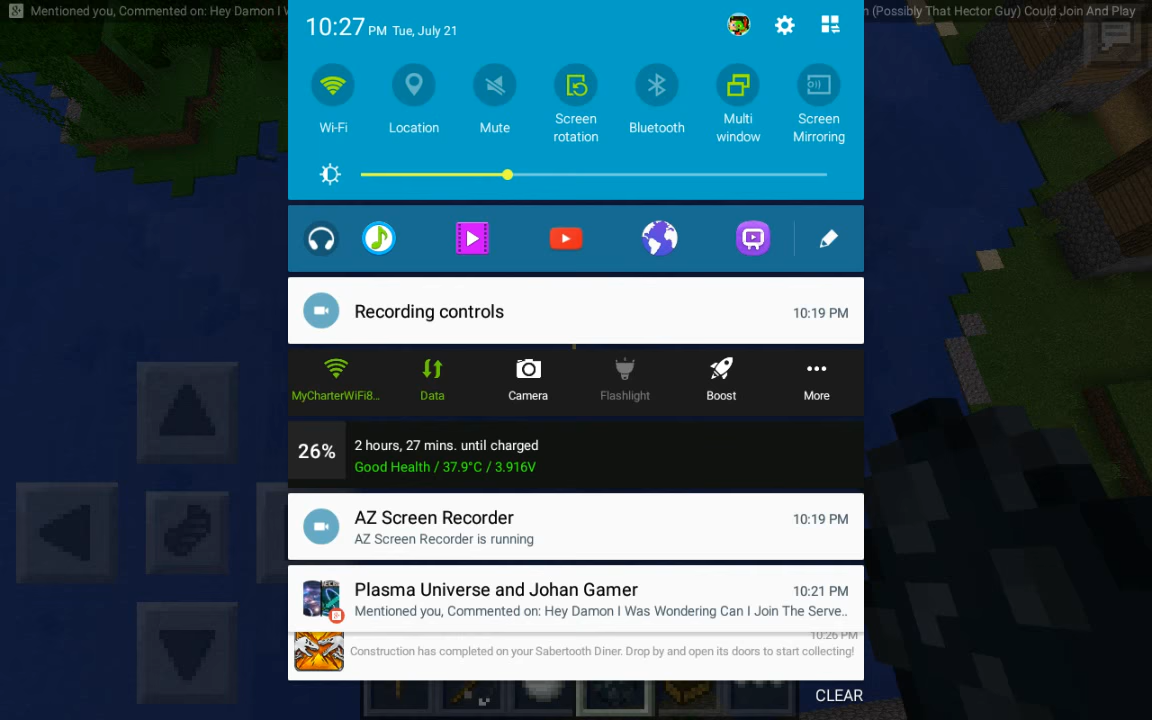 Mentioned you, Commented on: Hey Damon I W
n (Possibly That Hector Guy) Could Join And Play
10:27 PM Tue, July 21
Wi-Fi
Location
Mute
Screen rotation
Bluetooth
Multi window
Screen Mirroring
Recording controls
10:19 PM
MyCharterWiFi8...
Data
Camera
Flashlight
Boost
More
26%
2 hours, 27 mins. until charged
Good Health / 37.9°C / 3.916V
AZ Screen Recorder
10:19 PM
AZ Screen Recorder is running
Plasma Universe and Johan Gamer
10:21 PM
Mentioned you, Commented on: Hey Damon I Was Wondering Can I Join The Serve..
10:26 PM
Construction has completed on your Sabertooth Diner. Drop by and open its doors to start collecting!
CLEAR